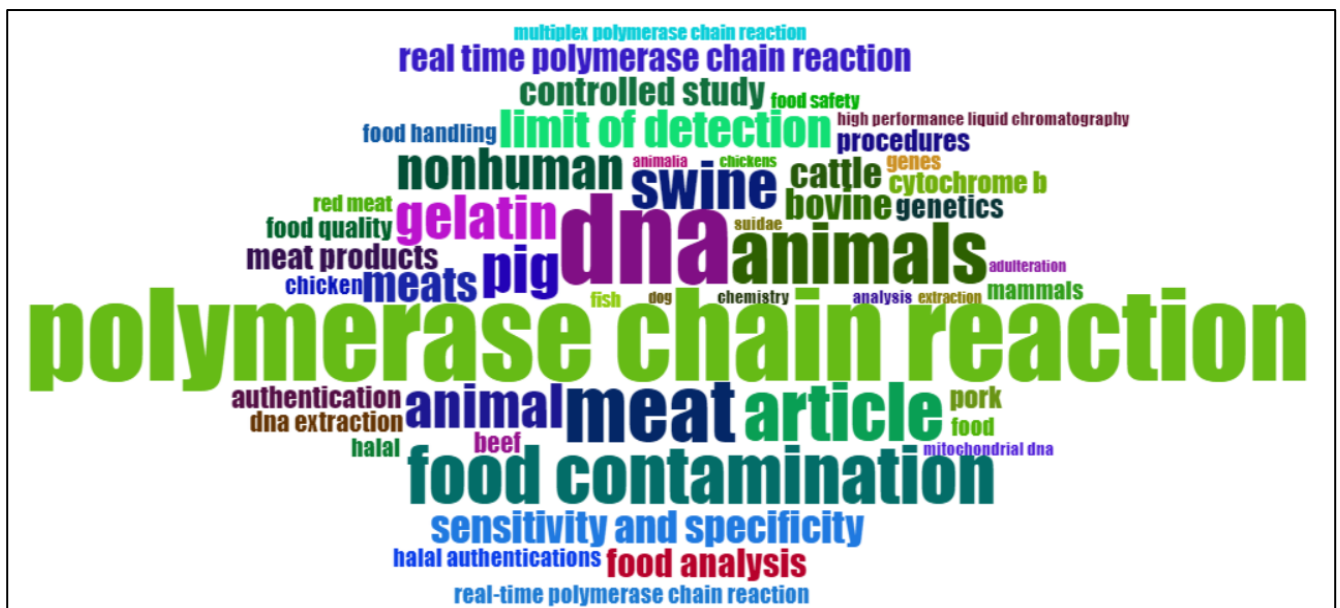 multiplex polymerase chain reaction
real time polymerase chain reaction
controlled study food safety
high performance liquid chromatography
food handling limit of detection procedures
nonhuman animalia chickens cattle genes
swine cytochrome b
red meat gelatin dna bovine genetics
food quality suidae
meat products pig animals adulteration
chicken meats fish dog chemistry analysis extraction mammals
polymerase chain reaction
authentication animal meat article pork
dna extraction food
halal beef mitochondrial dna
food contamination
sensitivity and specificity
halal authentications food analysis
real-time polymerase chain reaction